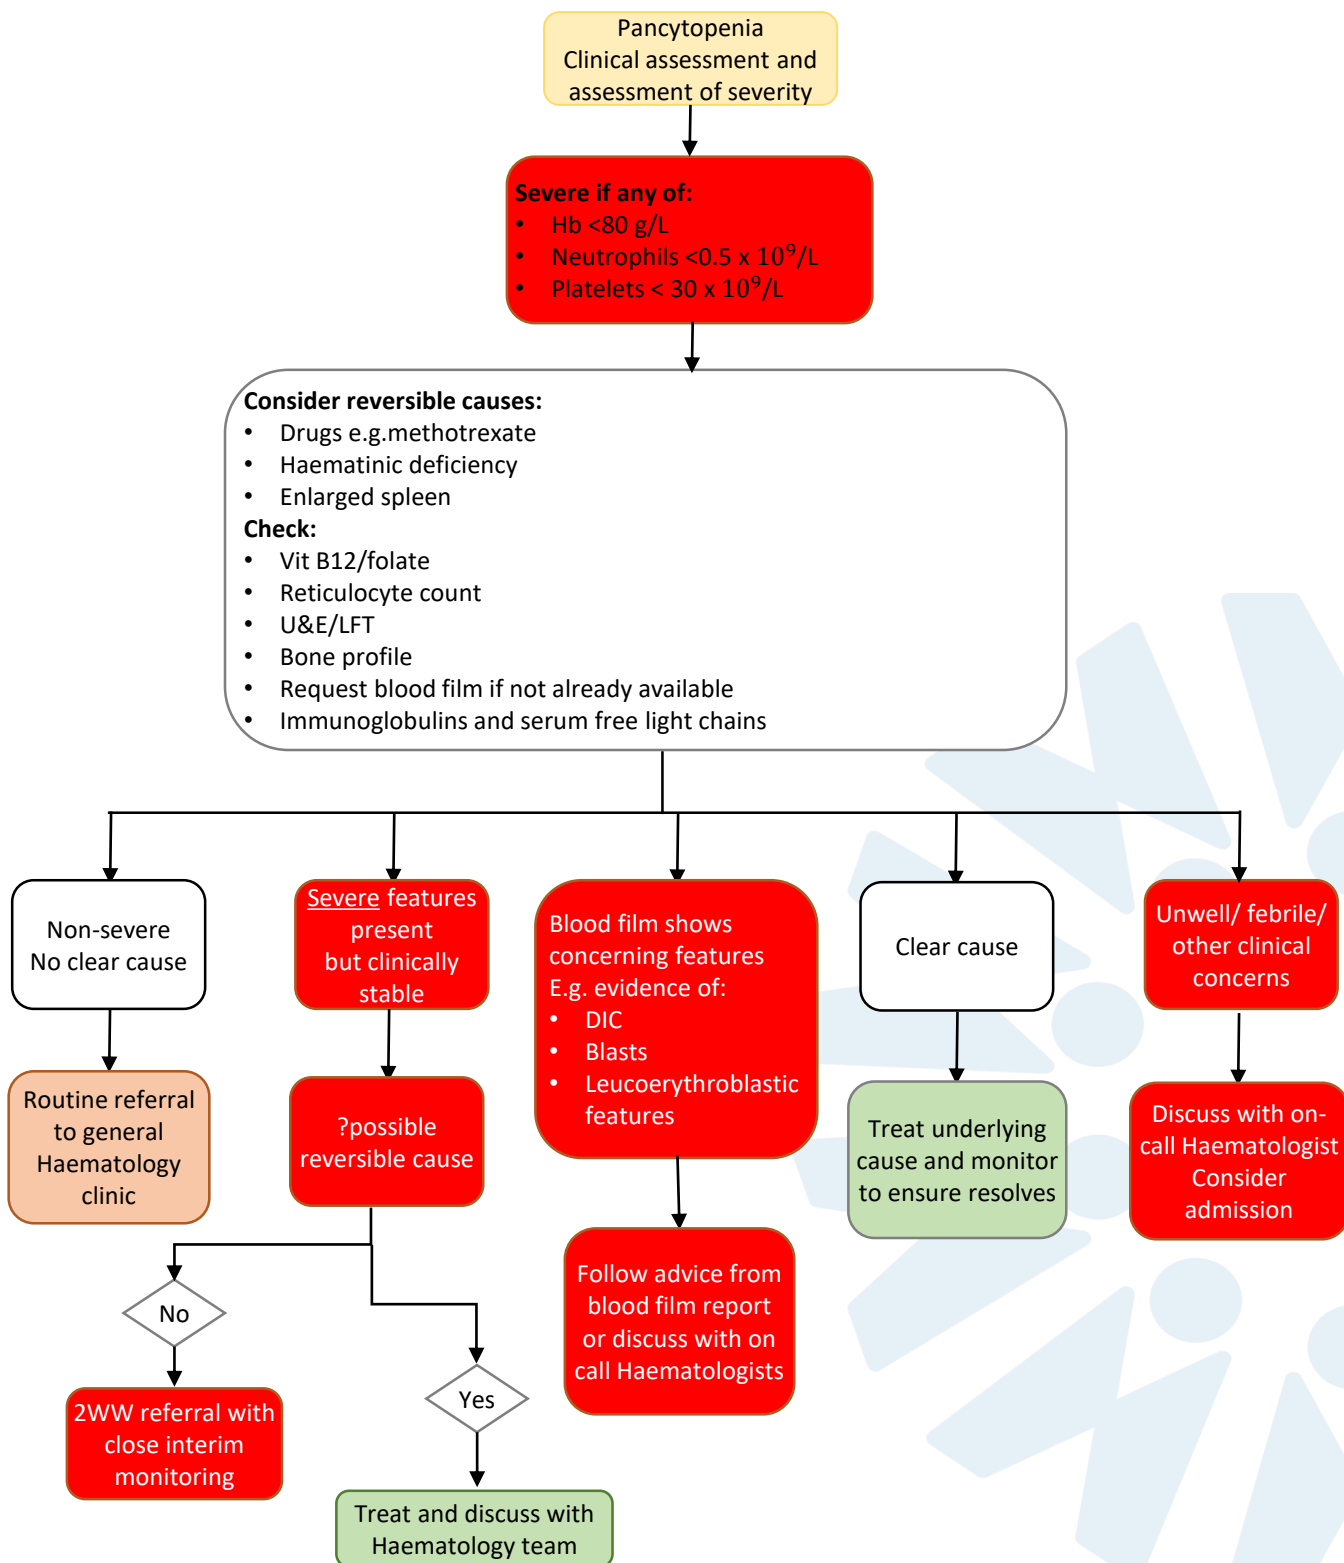 Pancytopenia
Clinical assessment and
assessment of severity
Severe if any of:
• Hb <80 g/L
• Neutrophils <0.5 x 10⁹/L
• Platelets < 30 x 10⁹/L
Consider reversible causes:
• Drugs e.g.methotrexate
• Haematinic deficiency
• Enlarged spleen
Check:
• Vit B12/folate
• Reticulocyte count
• U&E/LFT
• Bone profile
• Request blood film if not already available
• Immunoglobulins and serum free light chains
Non-severe
No clear cause
Routine referral
to general
Haematology
clinic
Severe features
present
but clinically
stable
?possible
reversible cause
No
2WW referral with
close interim
monitoring
Yes
Treat and discuss with
Haematology team
Blood film shows
concerning features
E.g. evidence of:
• DIC
• Blasts
• Leucoerythroblastic
features
Follow advice from
blood film report
or discuss with on
call Haematologists
Clear cause
Treat underlying
cause and monitor
to ensure resolves
Unwell/ febrile/
other clinical
concerns
Discuss with on-
call Haematologist
Consider
admission